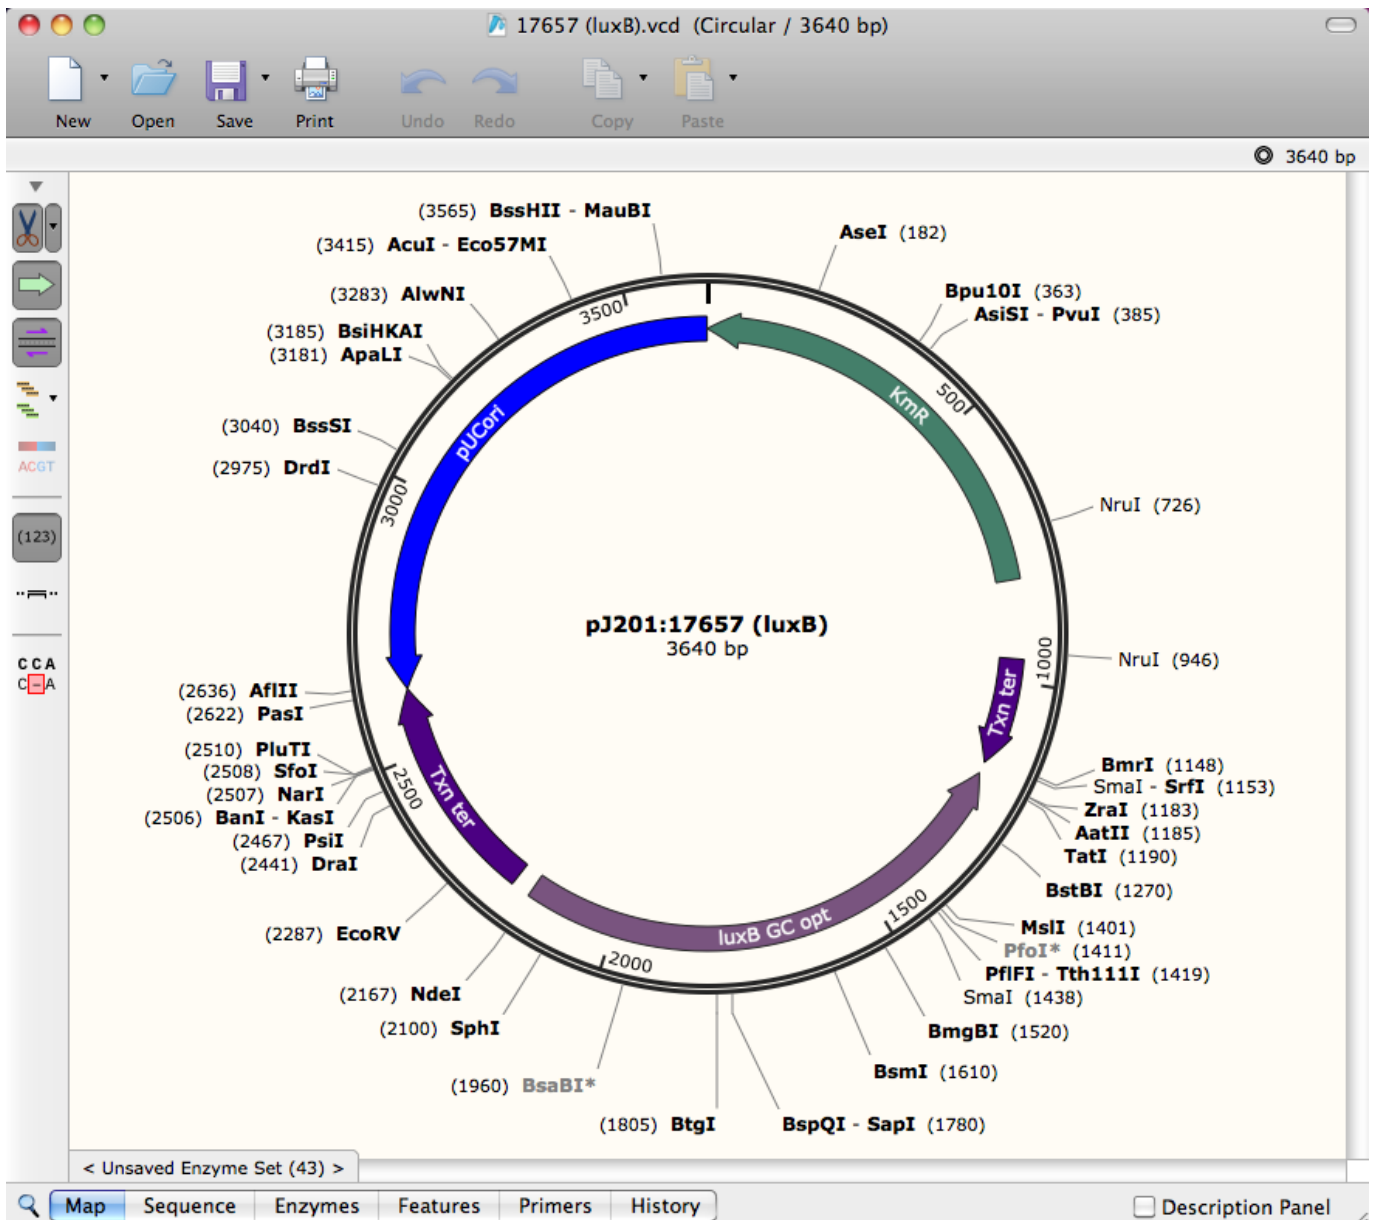 17657 (luxB).vcd (Circular / 3640 bp)
New Open Save Print Undo Redo Copy Paste
3640 bp
(3565) BssHII - MauBI
(3415) AcuI - Eco57MI
(3283) AlwNI
(3185) BsiHKAI
(3181) ApaLI
(3040) BssSI
(2975) DrdI
(2636) AflII
(2622) PasI
(2510) PluTI
(2508) SfoI
(2507) NarI
(2506) BanI - KasI
(2467) PsiI
(2441) DraI
(2287) EcoRV
(2167) NdeI
(2100) SphI
(1960) BsaBI*
(1805) BtgI
AseI (182)
Bpu10I (363)
AsiSI - PvuI (385)
NruI (726)
NruI (946)
BmrI (1148)
SmaI - SrfI (1153)
ZraI (1183)
AatII (1185)
TatI (1190)
BstBI (1270)
MslI (1401)
PfoI* (1411)
PflFI - Tth111I (1419)
SmaI (1438)
BmgBI (1520)
BsmI (1610)
BspQI - SapI (1780)
500
1000
1500
2000
2500
3000
3500
KmR
Txn ter
luxB GC opt
Txn ter
pUCori
pJ201:17657 (luxB)
3640 bp
ACGT
(123)
CCA
C-A
< Unsaved Enzyme Set (43) >
Map Sequence Enzymes Features Primers History
Description Panel